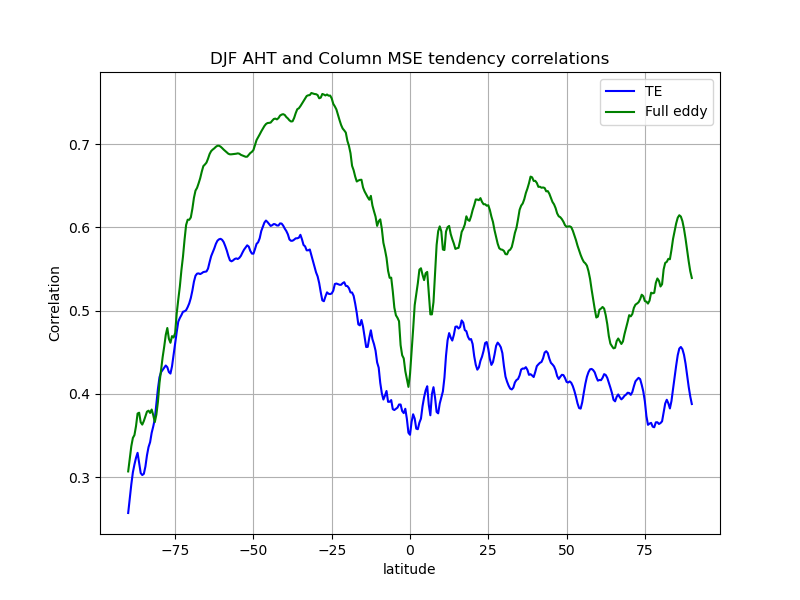 DJF AHT and Column MSE tendency correlations
TE
Full eddy
0.7
0.6
0.5
0.4
0.3
Correlation
−75
−50
−25
0
25
50
75
latitude